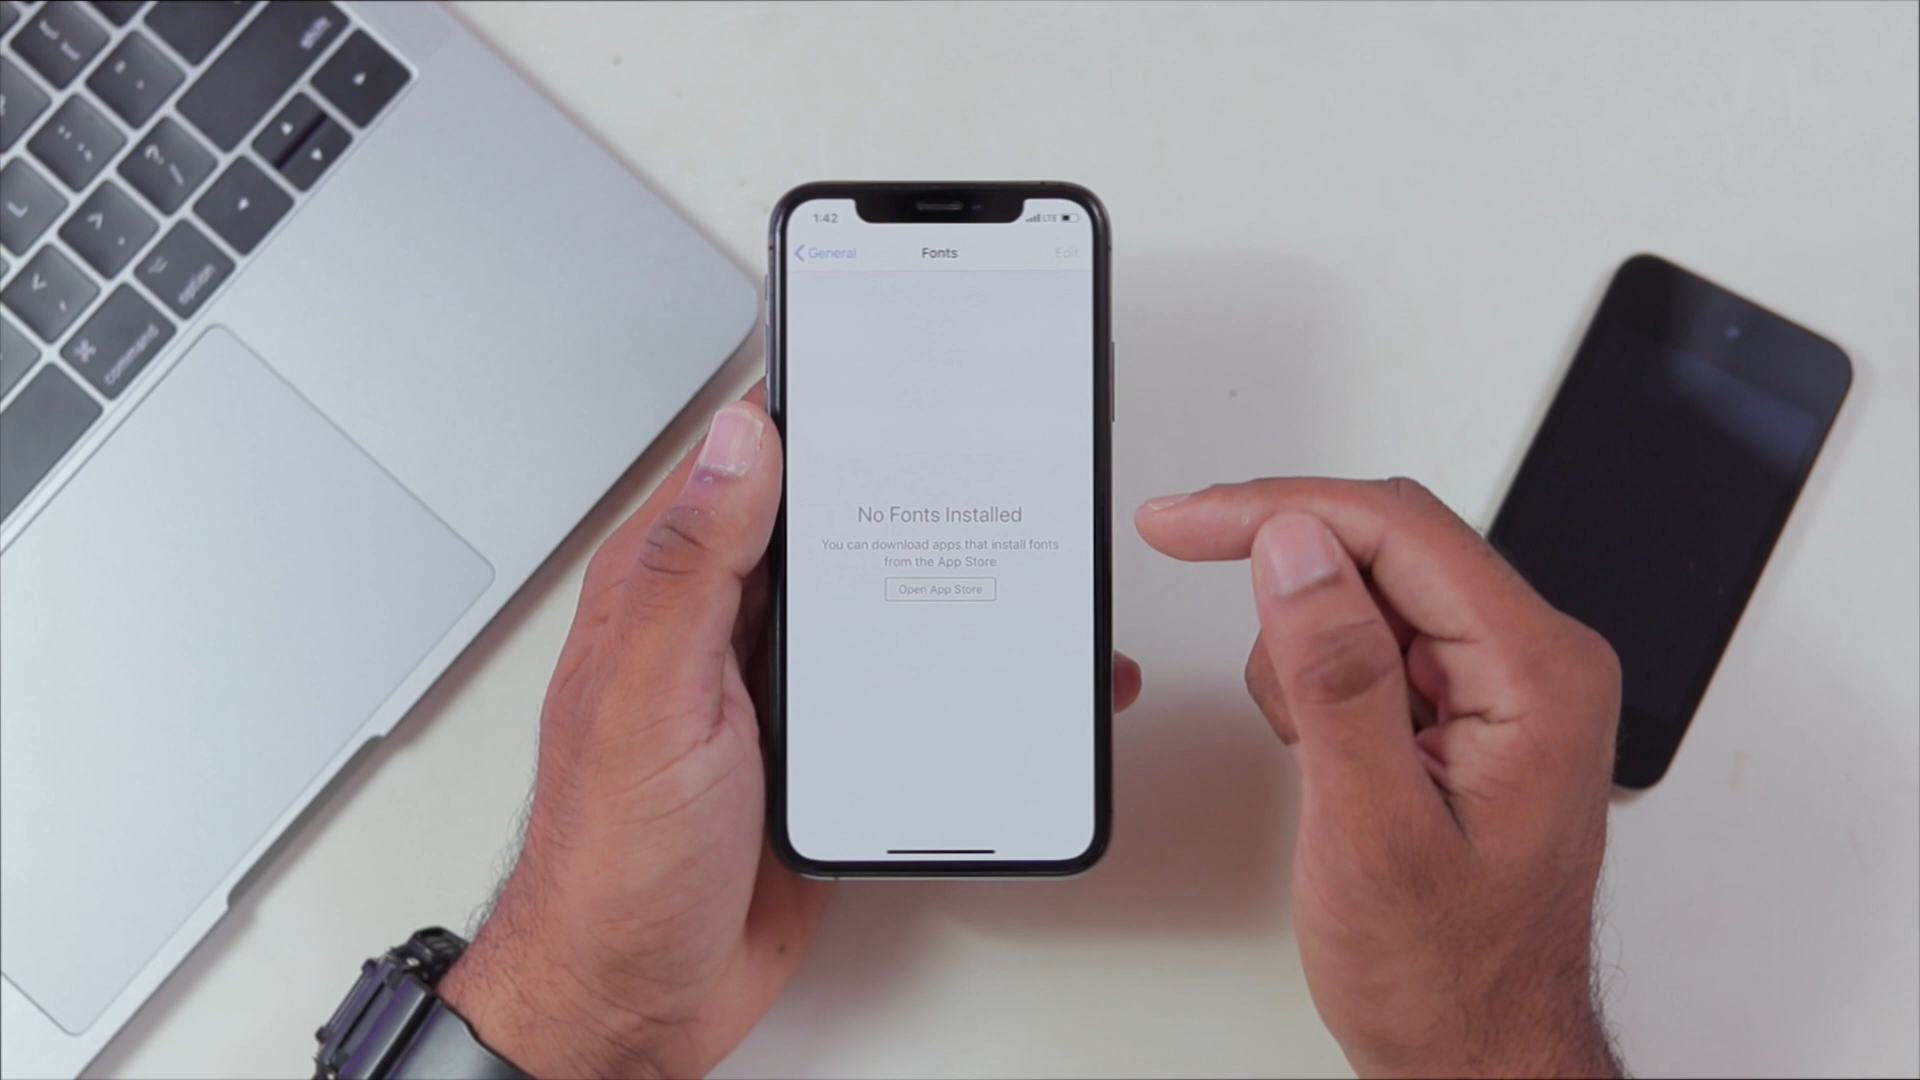 1:42
LTE
General
Fonts
Edit
No Fonts Installed
You can download apps that install fonts
from the App Store
Open App Store
shift
? /
L
> .
< ,
option
⌘
command